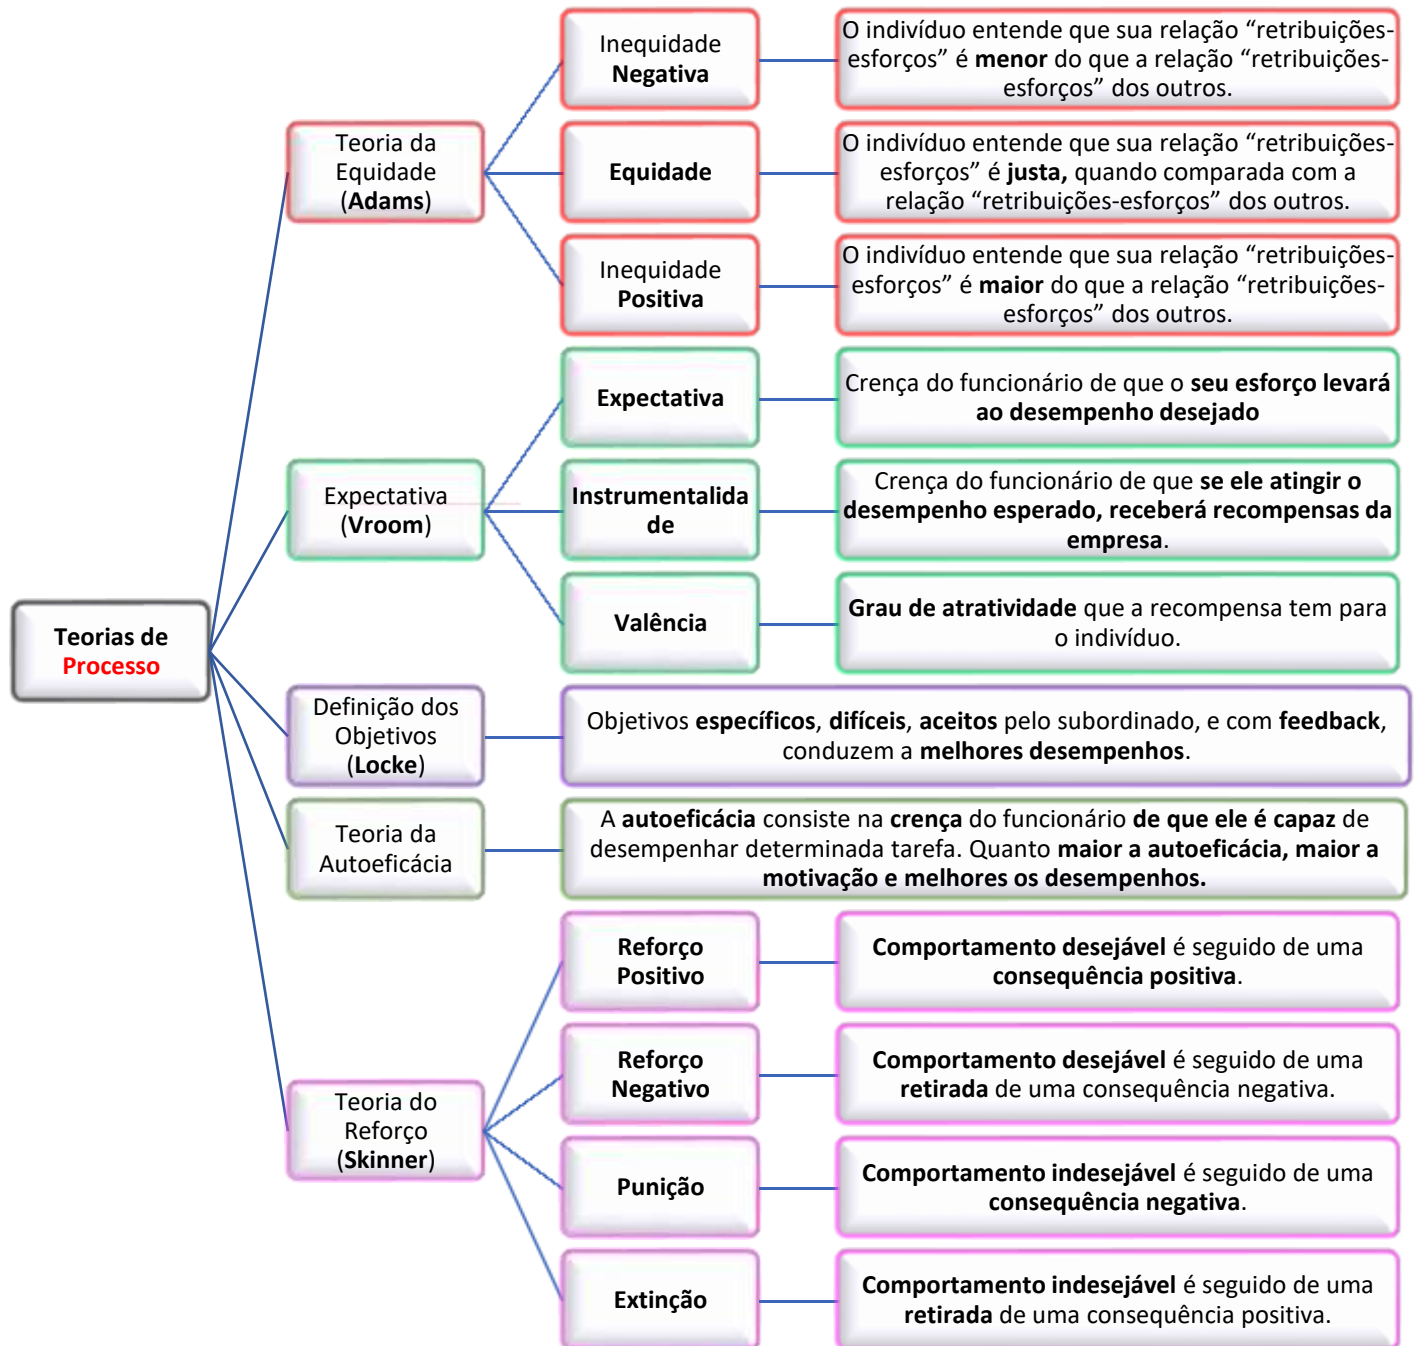 Teorias de
Processo
Teoria da
Equidade
(Adams)
Inequidade
Negativa
O indivíduo entende que sua relação “retribuições-
esforços” é menor do que a relação “retribuições-
esforços” dos outros.
Equidade
O indivíduo entende que sua relação “retribuições-
esforços” é justa, quando comparada com a
relação “retribuições-esforços” dos outros.
Inequidade
Positiva
O indivíduo entende que sua relação “retribuições-
esforços” é maior do que a relação “retribuições-
esforços” dos outros.
Expectativa
(Vroom)
Expectativa
Crença do funcionário de que o seu esforço levará
ao desempenho desejado
Instrumentalida
de
Crença do funcionário de que se ele atingir o
desempenho esperado, receberá recompensas da
empresa.
Valência
Grau de atratividade que a recompensa tem para
o indivíduo.
Definição dos
Objetivos
(Locke)
Objetivos específicos, difíceis, aceitos pelo subordinado, e com feedback,
conduzem a melhores desempenhos.
Teoria da
Autoeficácia
A autoeficácia consiste na crença do funcionário de que ele é capaz de
desempenhar determinada tarefa. Quanto maior a autoeficácia, maior a
motivação e melhores os desempenhos.
Teoria do
Reforço
(Skinner)
Reforço
Positivo
Comportamento desejável é seguido de uma
consequência positiva.
Reforço
Negativo
Comportamento desejável é seguido de uma
retirada de uma consequência negativa.
Punição
Comportamento indesejável é seguido de uma
consequência negativa.
Extinção
Comportamento indesejável é seguido de uma
retirada de uma consequência positiva.